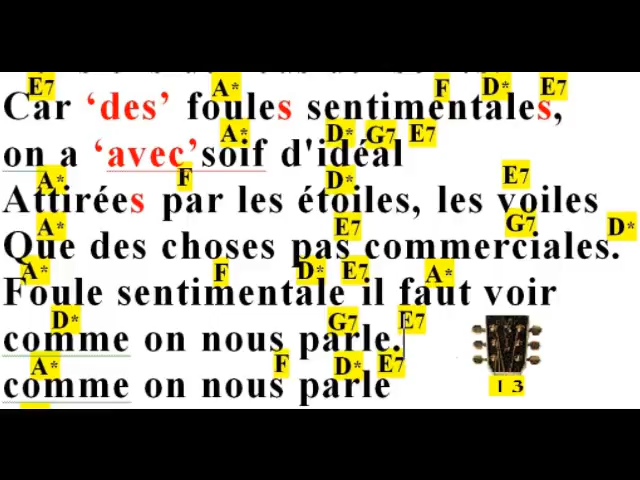 E7 A* F D* E7
Car ‘des’ foules sentimentales,
A* D* G7 E7
on a ‘avec’soif d'idéal
A* F D* E7
Attirées par les étoiles, les voiles
A* E7 G7 D*
Que des choses pas commerciales.
A* F D* E7 A*
Foule sentimentale il faut voir
D* G7 E7
comme on nous parle.
A* F D* E7
comme on nous parle
1 3